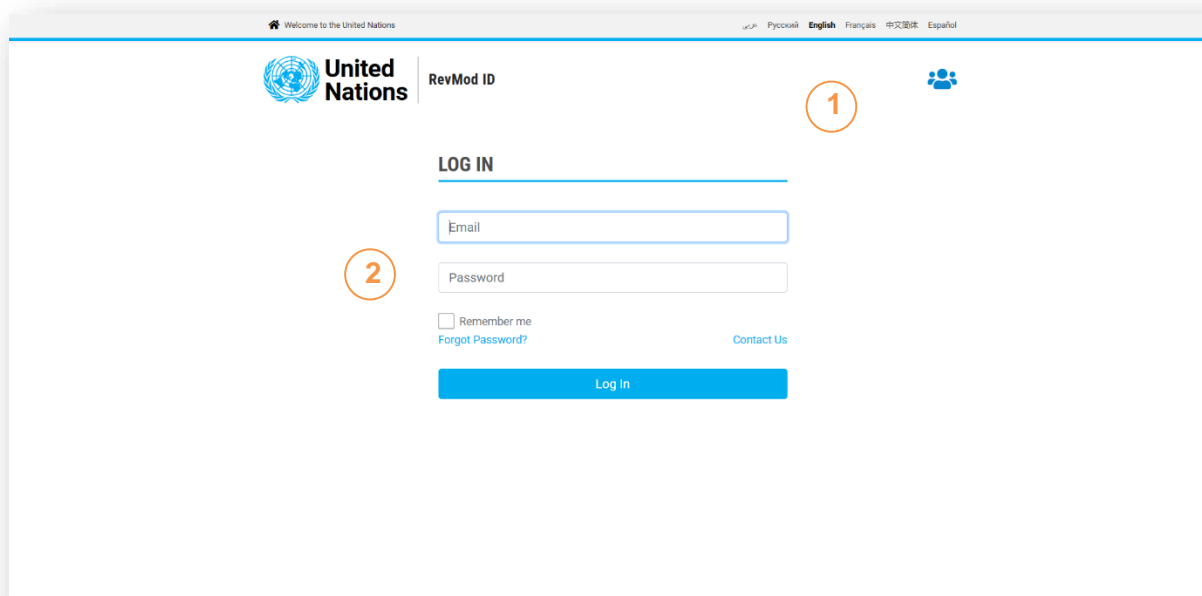 Welcome to the United Nations
عربي Русский English Français 中文简体 Español
United Nations
RevMod ID
1
LOG IN
Email
2
Password
Remember me
Forgot Password? Contact Us
Log In